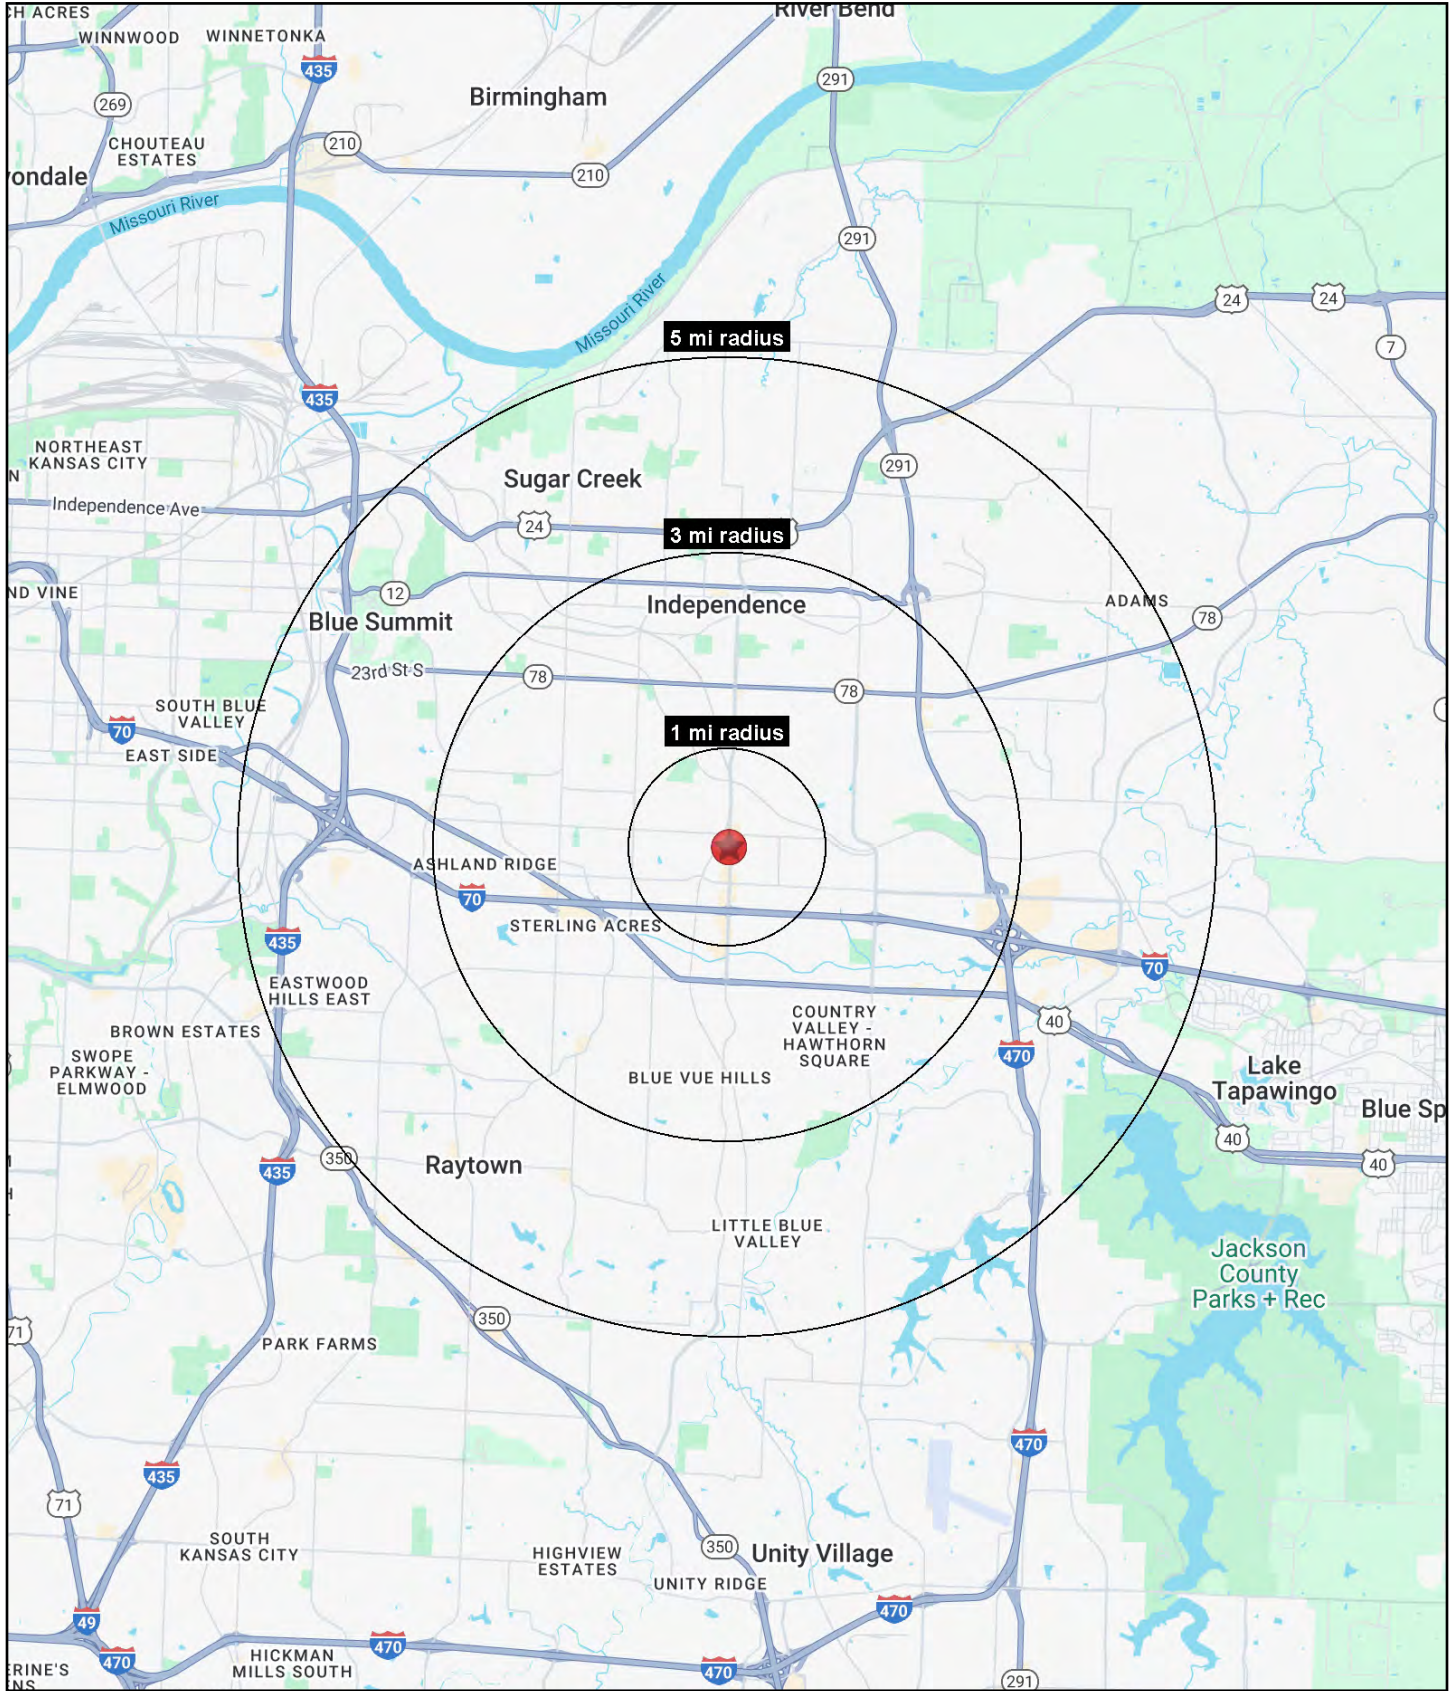 CH ACRES
WINNWOOD
WINNETONKA
River Bend
435
291
Birmingham
269
210
CHOUTEAU
ESTATES
210
vondale
Missouri River
291
24
24
Missouri River
5 mi radius
7
435
NORTHEAST
KANSAS CITY
N
291
Sugar Creek
Independence Ave
24
3 mi radius
ND VINE
12
Independence
ADAMS
78
Blue Summit
23rd St S
78
78
SOUTH BLUE
VALLEY
70
1 mi radius
EAST SIDE
ASHLAND RIDGE
70
STERLING ACRES
435
70
EASTWOOD
HILLS EAST
COUNTRY
VALLEY -
HAWTHORN
SQUARE
40
BROWN ESTATES
470
SWOPE
PARKWAY -
ELMWOOD
BLUE VUE HILLS
Lake
Tapawingo
Blue Sp
40
350
435
Raytown
40
LITTLE BLUE
VALLEY
Jackson
County
Parks + Rec
350
71
PARK FARMS
470
435
71
SOUTH
KANSAS CITY
HIGHVIEW
ESTATES
350
Unity Village
UNITY RIDGE
470
49
470
470
HICKMAN
MILLS SOUTH
470
ERINE'S
ENS
291